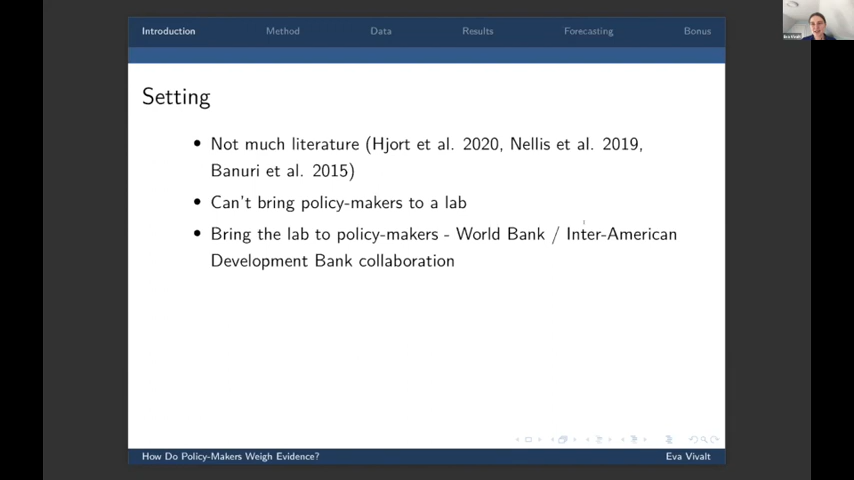 Introduction Method Data Results Forecasting Bonus
Eva Vivalt
Setting
• Not much literature (Hjort et al. 2020, Nellis et al. 2019,
Banuri et al. 2015)
• Can't bring policy-makers to a lab
• Bring the lab to policy-makers - World Bank / Inter-American
Development Bank collaboration
How Do Policy-Makers Weigh Evidence? Eva Vivalt